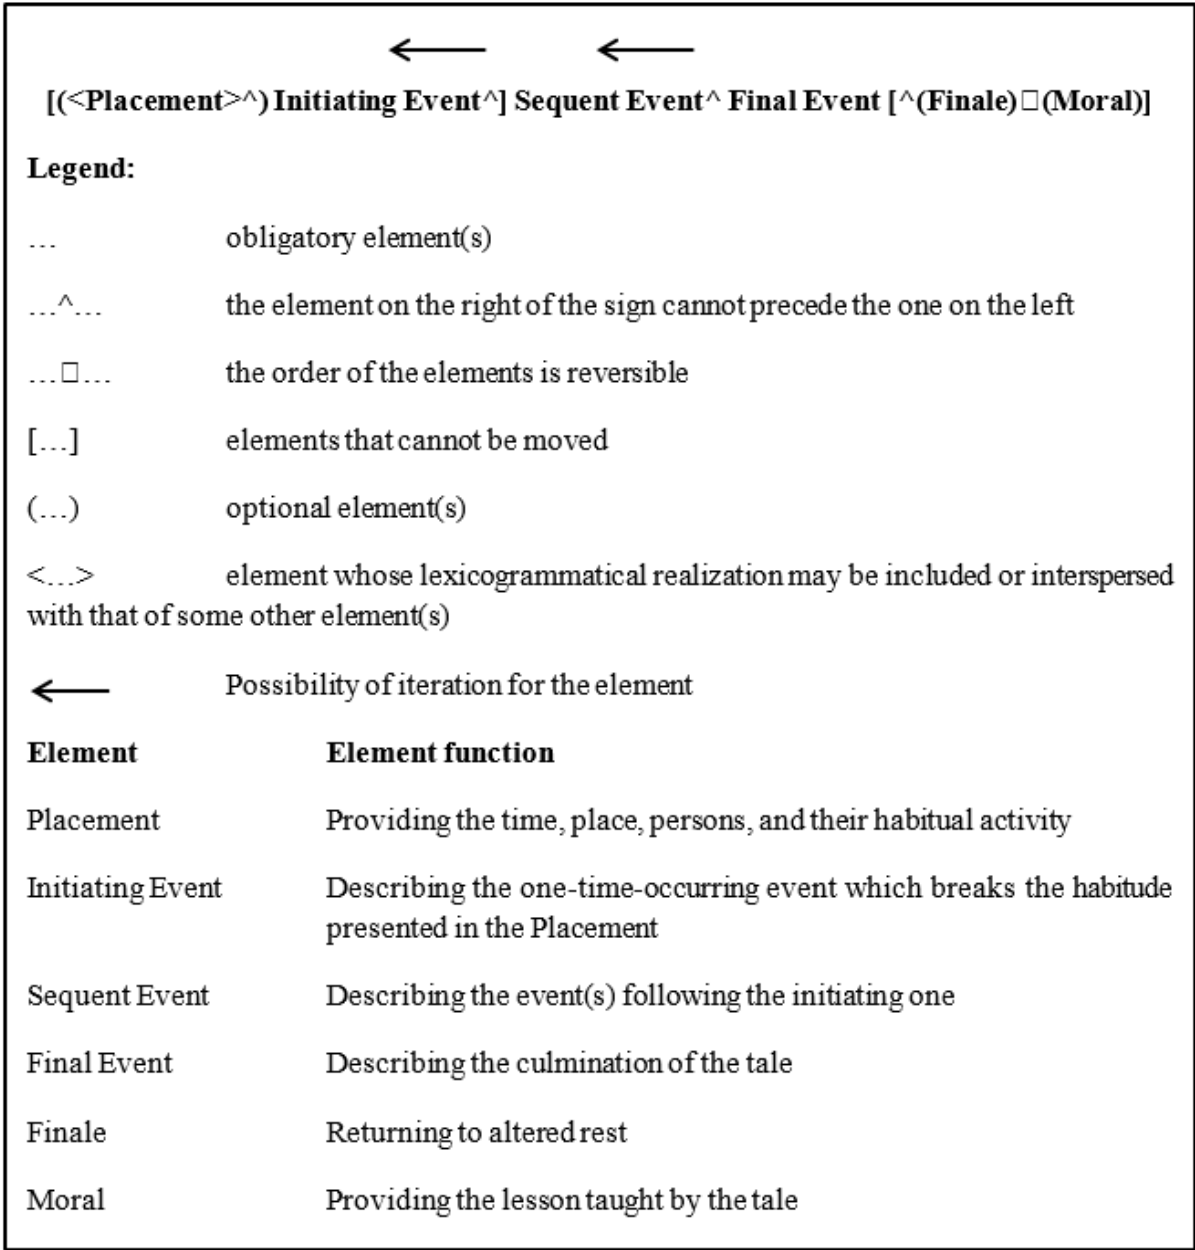 ← ←
[(<Placement>^) Initiating Event^] Sequent Event^ Final Event [^(Finale)□(Moral)]
Legend:
… obligatory element(s)
…^… the element on the right of the sign cannot precede the one on the left
…□… the order of the elements is reversible
[…] elements that cannot be moved
(…) optional element(s)
<…> element whose lexicogrammatical realization may be included or interspersed
with that of some other element(s)
← Possibility of iteration for the element
Element Element function
Placement Providing the time, place, persons, and their habitual activity
Initiating Event Describing the one-time-occurring event which breaks the habitude
presented in the Placement
Sequent Event Describing the event(s) following the initiating one
Final Event Describing the culmination of the tale
Finale Returning to altered rest
Moral Providing the lesson taught by the tale